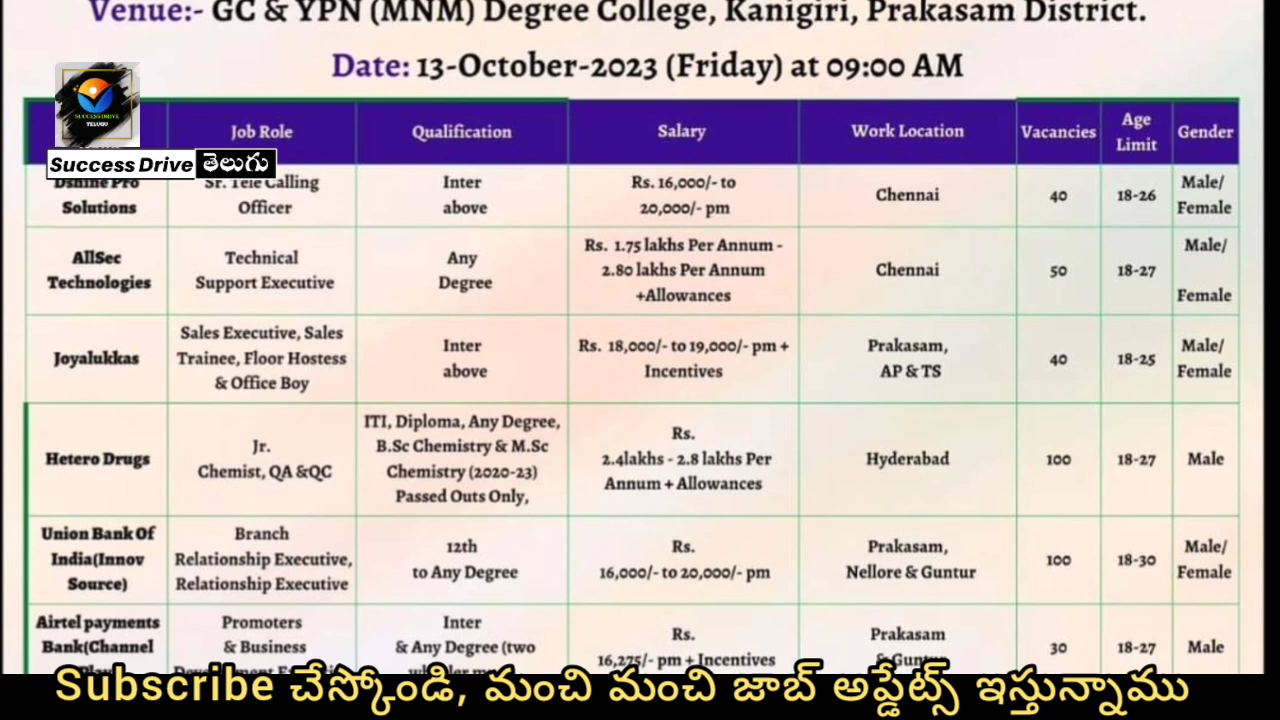 Venue:- GC & YPN (MNM) Degree College, Kanigiri, Prakasam District.
Date: 13-October-2023 (Friday) at 09:00 AM
SUCCESS DRIVE
TELUGU
Success Drive తెలుగు
Job Role
Qualification
Salary
Work Location
Vacancies
Age
Limit
Gender
Dshine Pro
Solutions
Sr. Tele Calling
Officer
Inter
above
Rs. 16,000/- to
20,000/- pm
Chennai
40
18-26
Male/
Female
AllSec
Technologies
Technical
Support Executive
Any
Degree
Rs. 1.75 lakhs Per Annum -
2.80 lakhs Per Annum
+Allowances
Chennai
50
18-27
Male/
Female
Joyalukkas
Sales Executive, Sales
Trainee, Floor Hostess
& Office Boy
Inter
above
Rs. 18,000/- to 19,000/- pm +
Incentives
Prakasam,
AP & TS
40
18-25
Male/
Female
Hetero Drugs
Jr.
Chemist, QA &QC
ITI, Diploma, Any Degree,
B.Sc Chemistry & M.Sc
Chemistry (2020-23)
Passed Outs Only,
Rs.
2.4lakhs - 2.8 lakhs Per
Annum + Allowances
Hyderabad
100
18-27
Male
Union Bank Of
India(Innov
Source)
Branch
Relationship Executive,
Relationship Executive
12th
to Any Degree
Rs.
16,000/- to 20,000/- pm
Prakasam,
Nellore & Guntur
100
18-30
Male/
Female
Airtel payments
Bank(Channel
Promoters
& Business
Inter
& Any Degree (two
Rs.
16,275/- pm + Incentives
Prakasam
& Guntur
30
18-27
Male
Subscribe చేస్కోండి, మంచి మంచి జాబ్ అప్డేట్స్ ఇస్తున్నాము